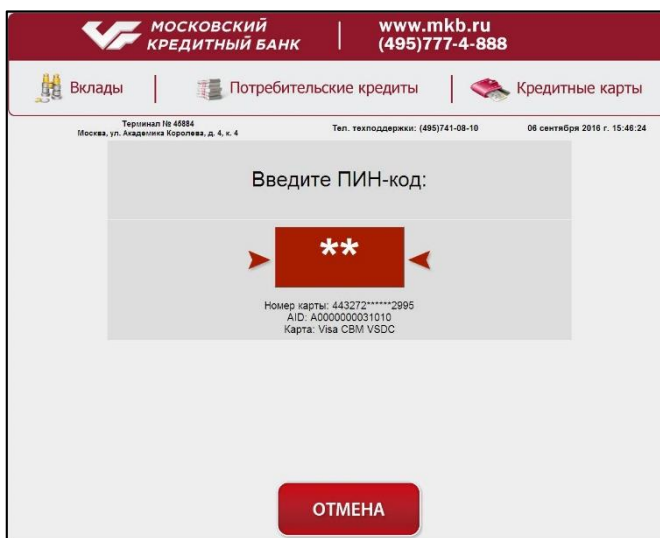 МОСКОВСКИЙ
КРЕДИТНЫЙ БАНК
www.mkb.ru
(495)777-4-888
Вклады
Потребительские кредиты
Кредитные карты
Терминал № 45884
Москва, ул. Академика Королева, д. 4, к. 4
Тел. техподдержки: (495)741-08-10
06 сентября 2016 г. 15:46:24
Введите ПИН-код:
**
Номер карты: 443272******2995
AID: A0000000031010
Карта: Visa CBM VSDC
ОТМЕНА